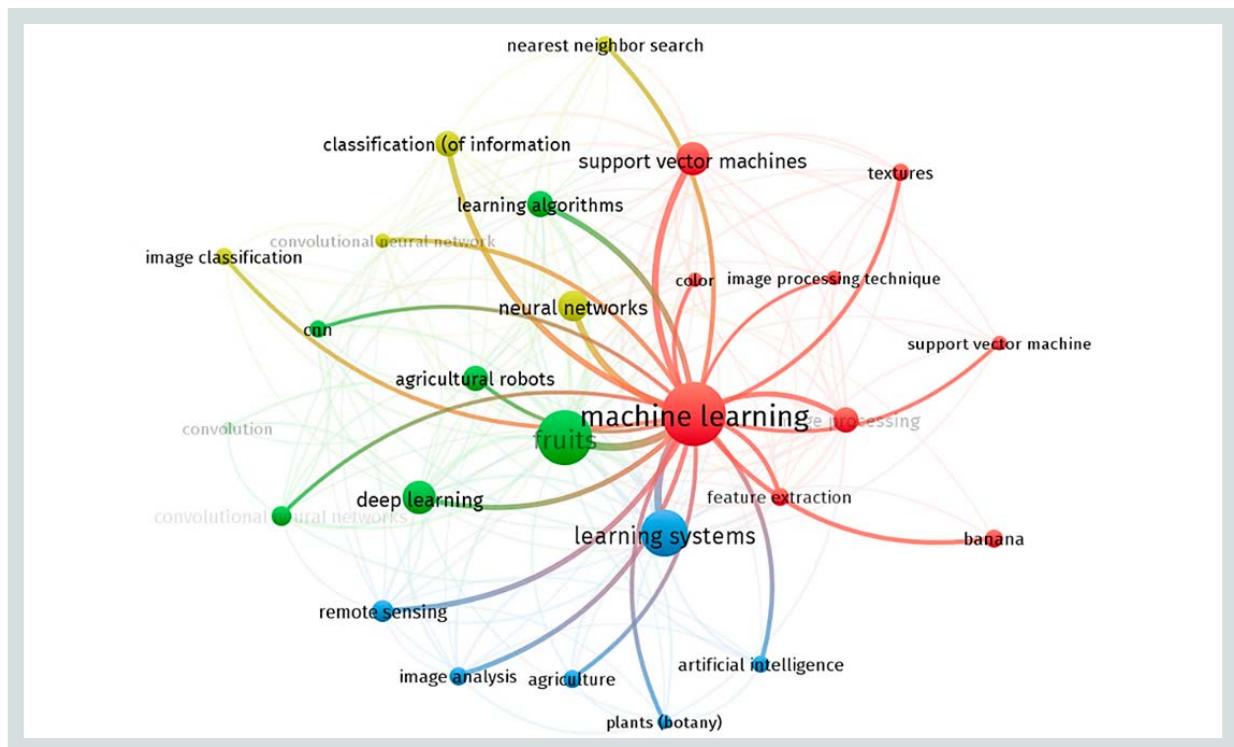 nearest neighbor search
classification (of information
support vector machines
textures
learning algorithms
convolutional neural network
image classification
color
image processing technique
neural networks
cnn
support vector machine
agricultural robots
machine learning
processing
convolution
fruits
deep learning
feature extraction
convolutional neural networks
learning systems
banana
remote sensing
artificial intelligence
image analysis
agriculture
plants (botany)